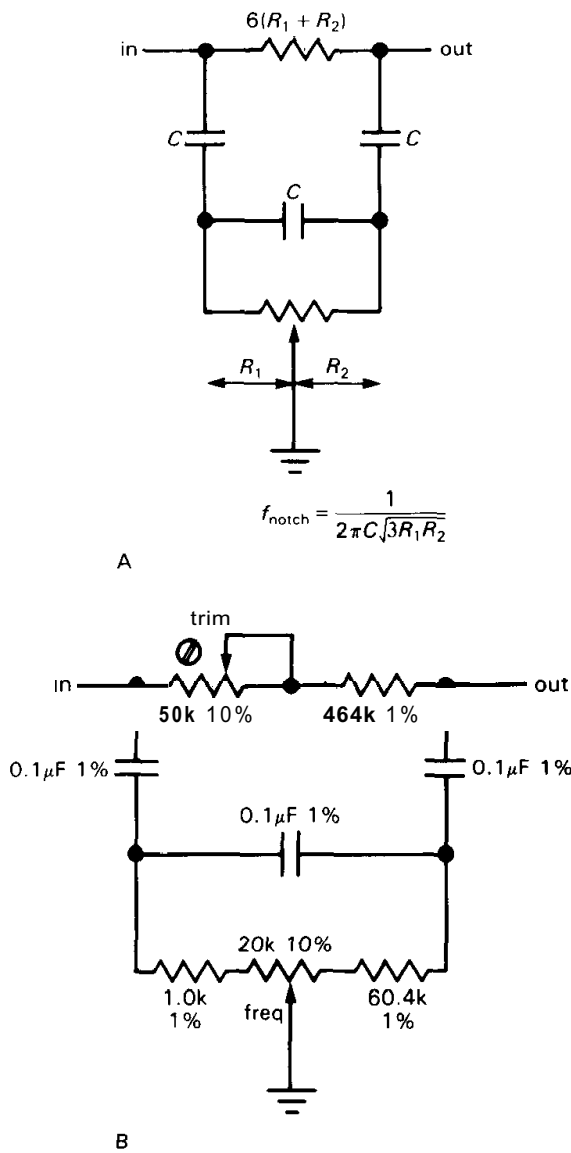 6(R₁ + R₂)
in out
C C
C
R₁ R₂
f_notch = 1 / 2πC√3R₁R₂
A
trim
in out
50k 10% 464k 1%
0.1μF 1% 0.1μF 1%
0.1μF 1%
20k 10%
1.0k 1% freq 60.4k 1%
B